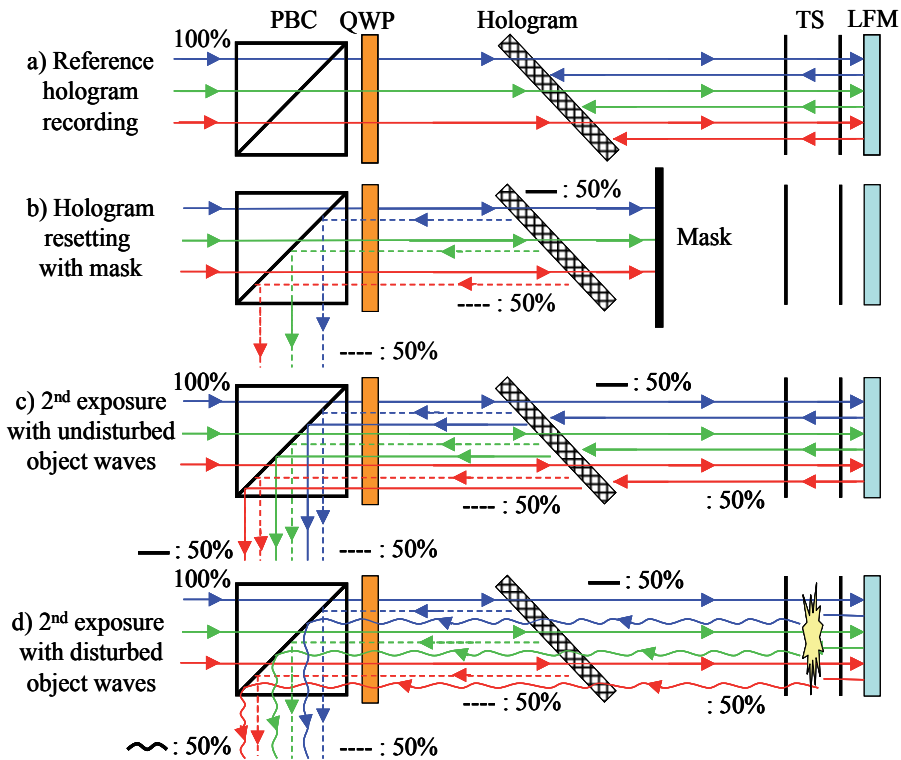 PBC QWP Hologram TS LFM
100%
a) Reference
hologram
recording
b) Hologram
resetting
with mask
: 50%
Mask
: 50%
: 50%
100%
c) 2nd exposure
with undisturbed
object waves
: 50%
: 50%
: 50%
: 50%
: 50%
100%
d) 2nd exposure
with disturbed
object waves
: 50%
: 50%
: 50%
: 50%
: 50%